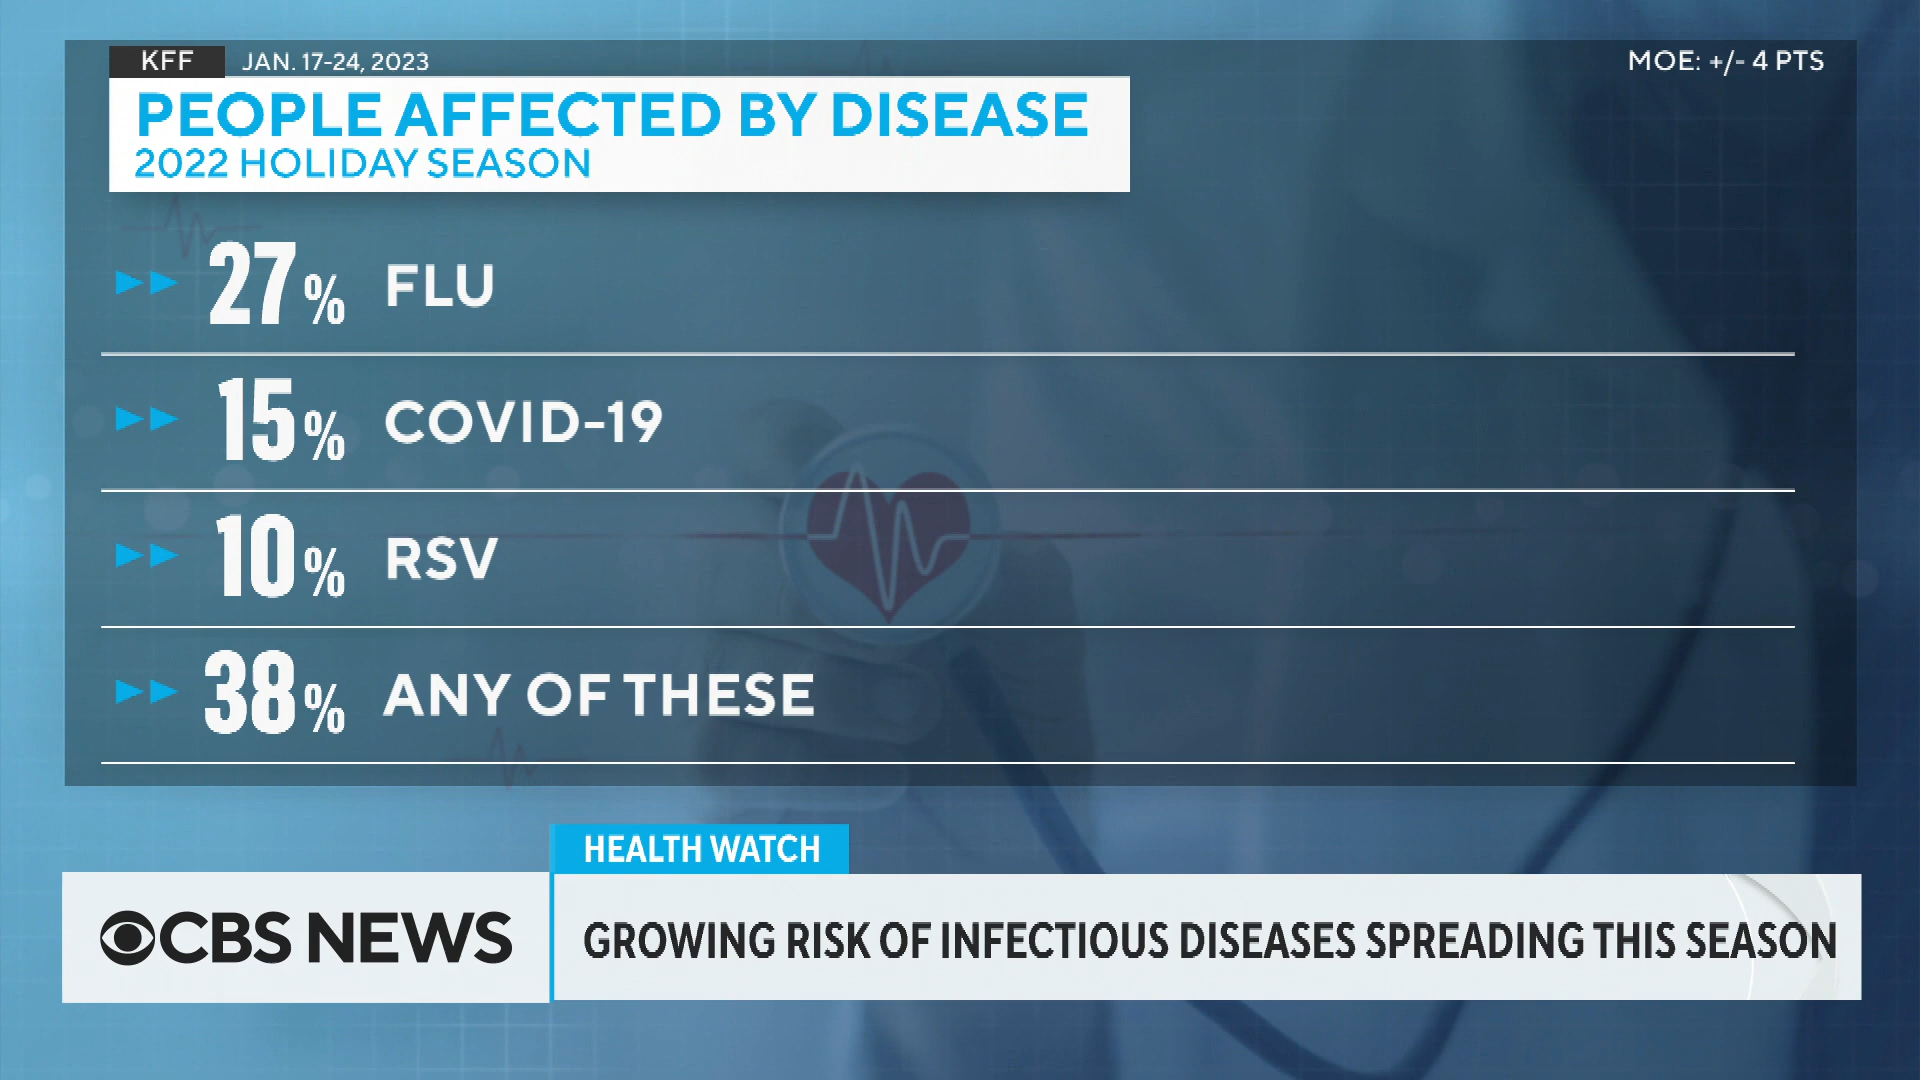 KFF JAN. 17-24, 2023
MOE: +/- 4 PTS
PEOPLE AFFECTED BY DISEASE
2022 HOLIDAY SEASON
27% FLU
15% COVID-19
10% RSV
38% ANY OF THESE
HEALTH WATCH
CBS NEWS
GROWING RISK OF INFECTIOUS DISEASES SPREADING THIS SEASON